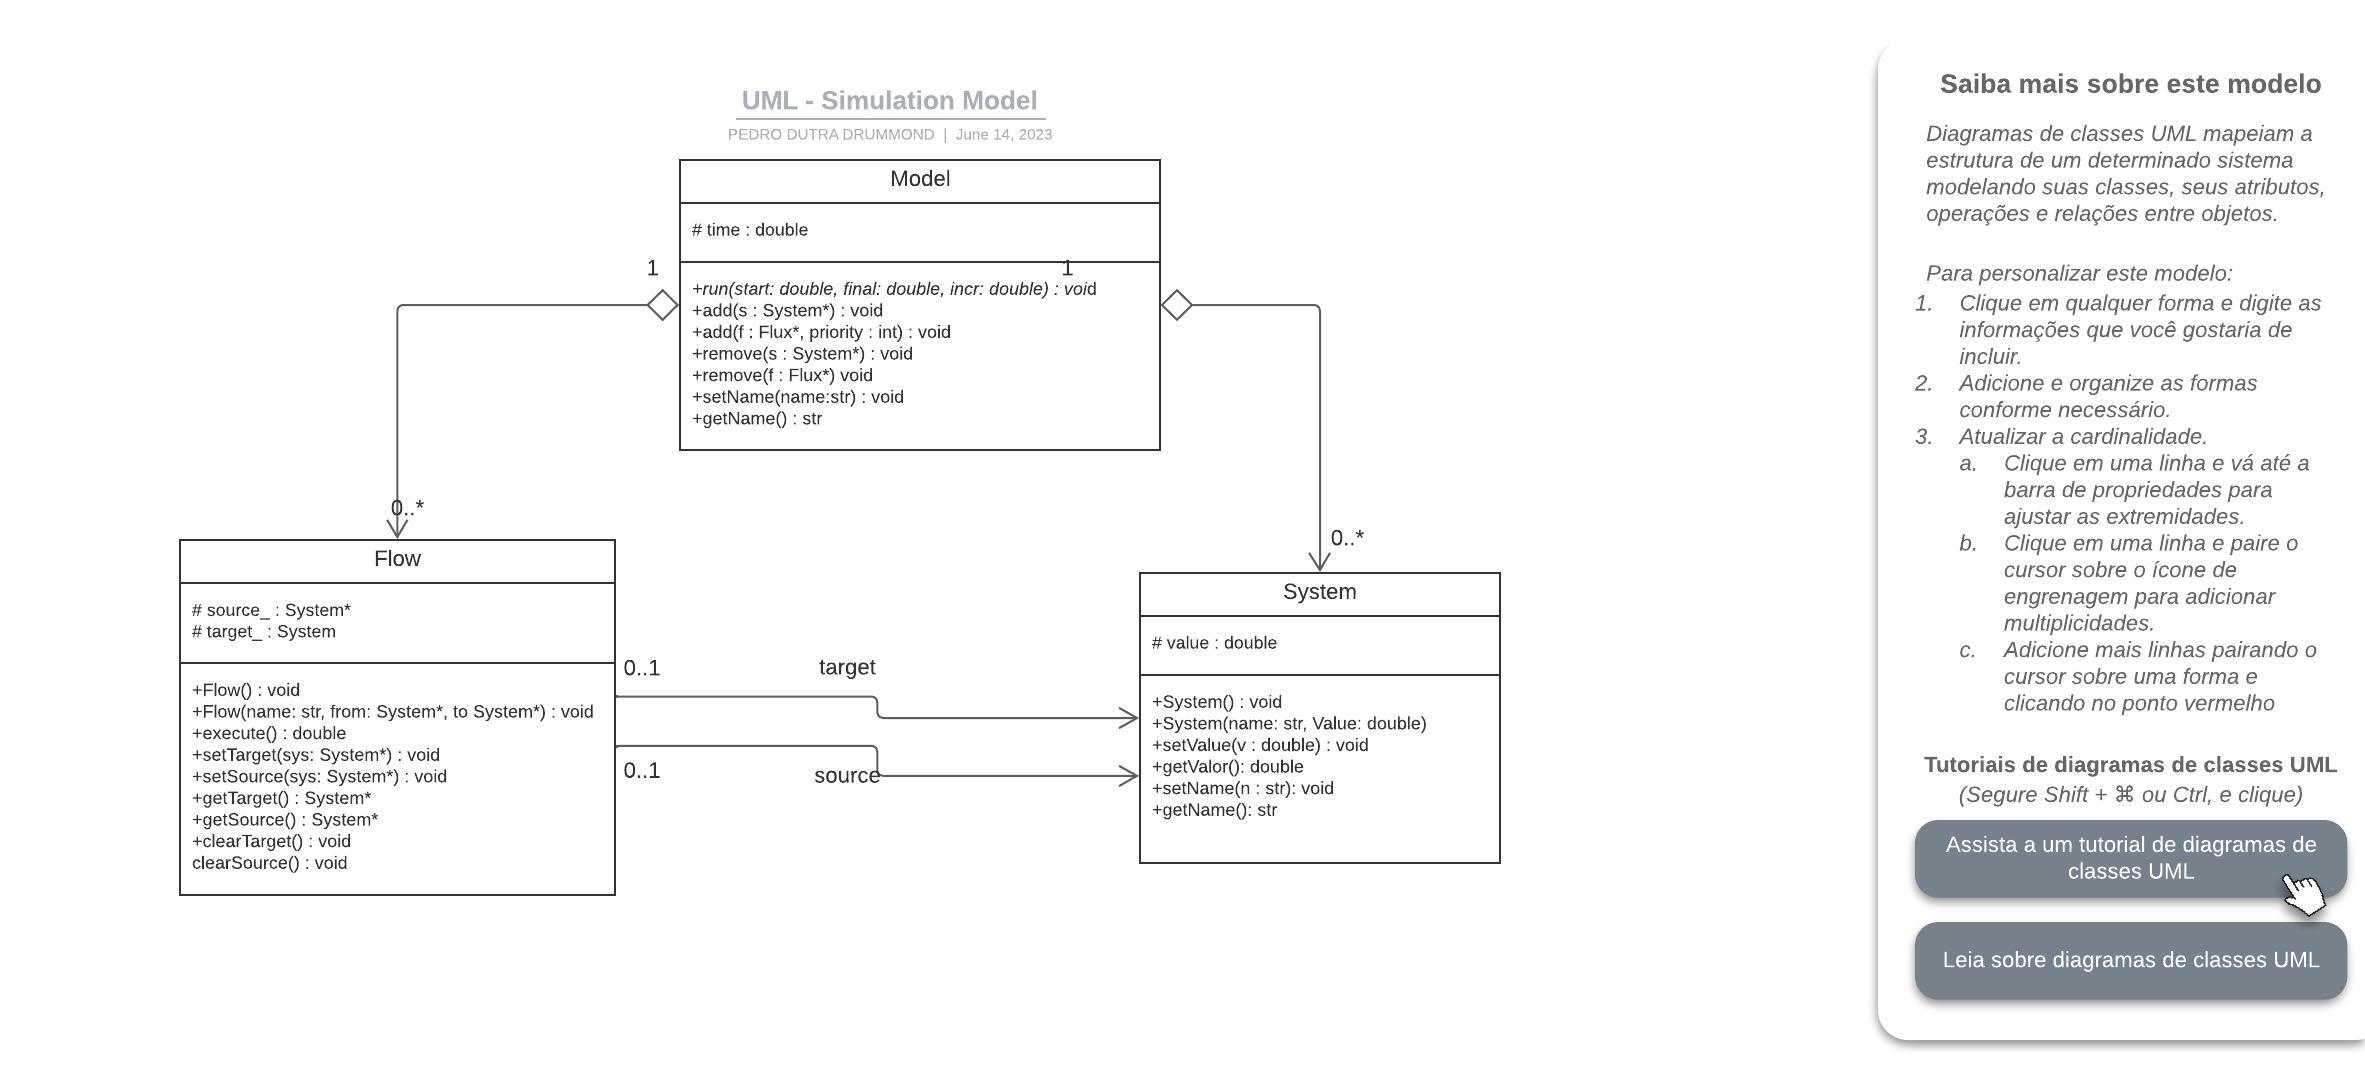 UML - Simulation Model
PEDRO DUTRA DRUMMOND | June 14, 2023
Model
# time : double
1
1
+run(start: double, final: double, incr: double) : void
+add(s : System*) : void
+add(f : Flux*, priority : int) : void
+remove(s : System*) : void
+remove(f : Flux*) void
+setName(name:str) : void
+getName() : str
0..*
0..*
Flow
# source_ : System*
# target_ : System
+Flow() : void
+Flow(name: str, from: System*, to System*) : void
+execute() : double
+setTarget(sys: System*) : void
+setSource(sys: System*) : void
+getTarget() : System*
+getSource() : System*
+clearTarget() : void
clearSource() : void
0..1
target
0..1
source
System
# value : double
+System() : void
+System(name: str, Value: double)
+setValue(v : double) : void
+getValor(): double
+setName(n : str): void
+getName(): str
Saiba mais sobre este modelo
Diagramas de classes UML mapeiam a
estrutura de um determinado sistema
modelando suas classes, seus atributos,
operações e relações entre objetos.
Para personalizar este modelo:
1. Clique em qualquer forma e digite as
informações que você gostaria de
incluir.
2. Adicione e organize as formas
conforme necessário.
3. Atualizar a cardinalidade.
a. Clique em uma linha e vá até a
barra de propriedades para
ajustar as extremidades.
b. Clique em uma linha e paire o
cursor sobre o ícone de
engrenagem para adicionar
multiplicidades.
c. Adicione mais linhas pairando o
cursor sobre uma forma e
clicando no ponto vermelho
Tutoriais de diagramas de classes UML
(Segure Shift + ⌘ ou Ctrl, e clique)
Assista a um tutorial de diagramas de
classes UML
Leia sobre diagramas de classes UML